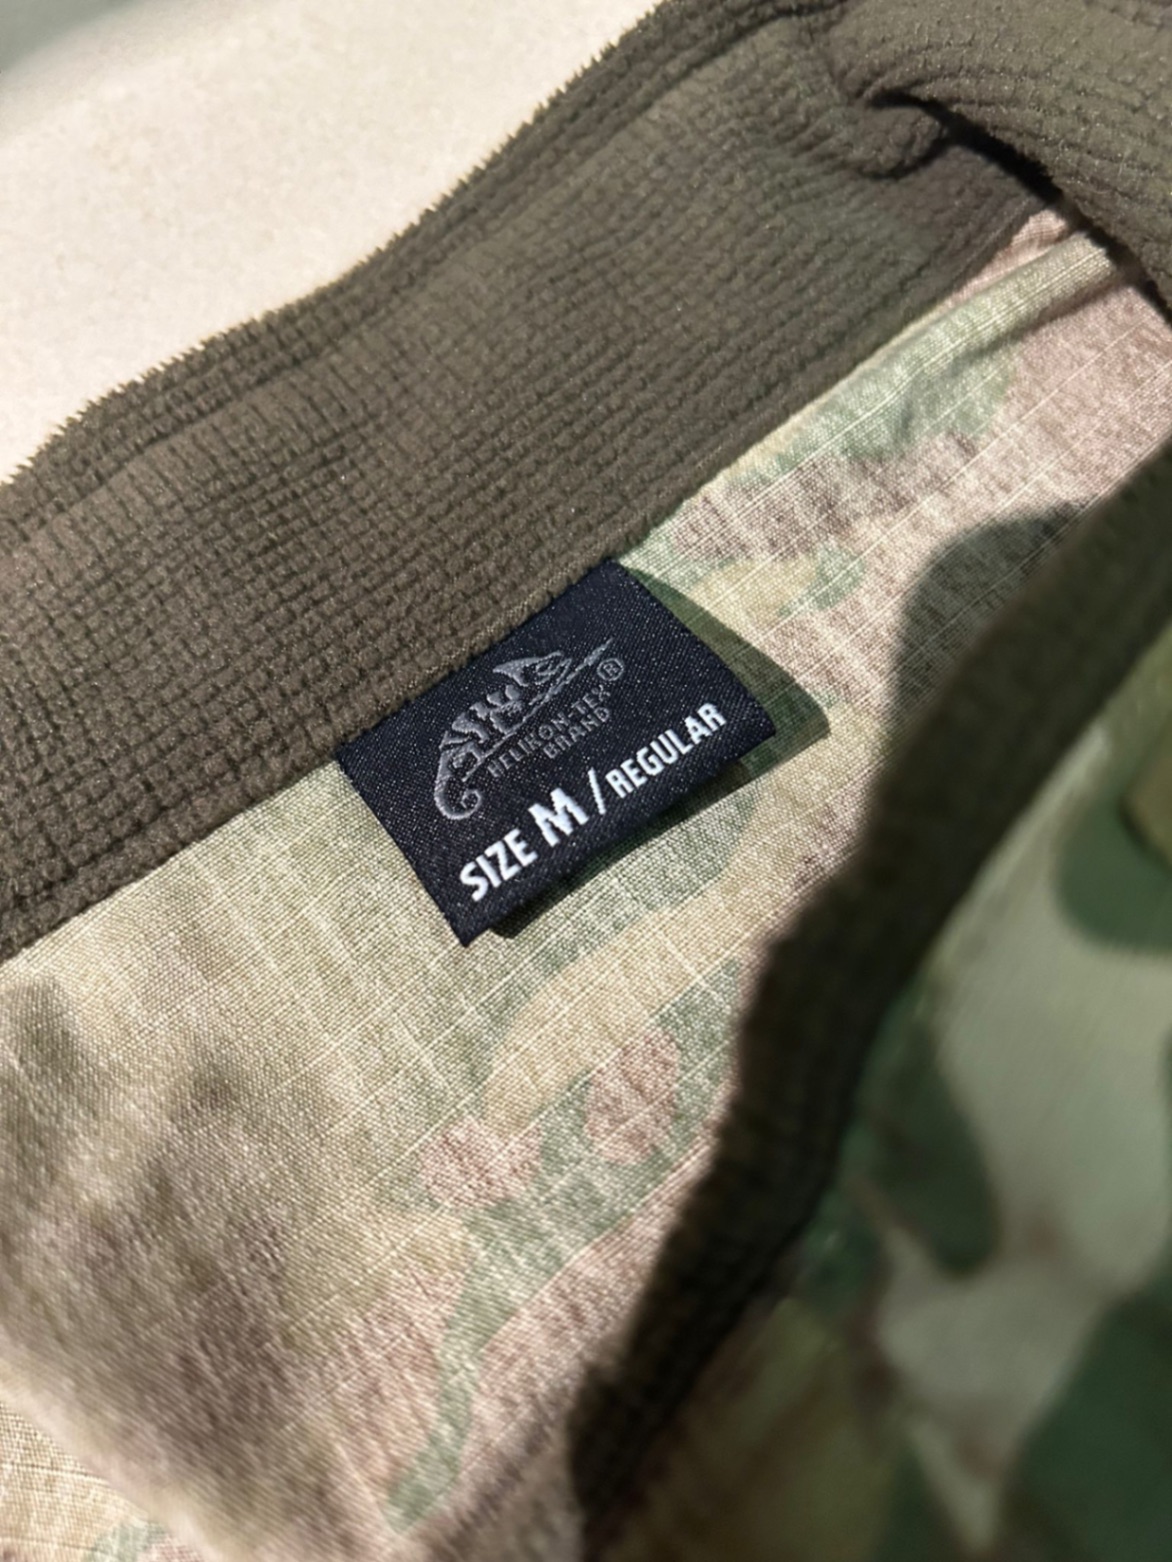 HELIKON-TEX®
BRAND
SIZE M/REGULAR